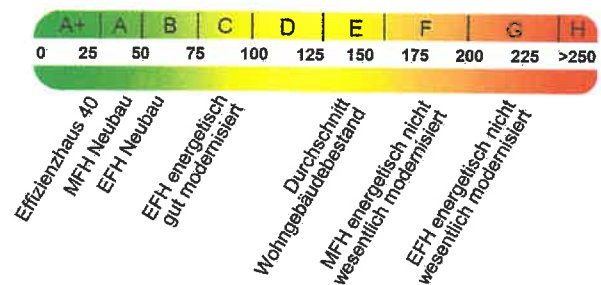 A+ A B C D E F G H
0 25 50 75 100 125 150 175 200 225 >250
Effizienzhaus 40
MFH Neubau
EFH Neubau
EFH energetisch
gut modernisiert
Durchschnitt
Wohngebäudebestand
MFH energetisch nicht
wesentlich modernisiert
EFH energetisch nicht
wesentlich modernisiert